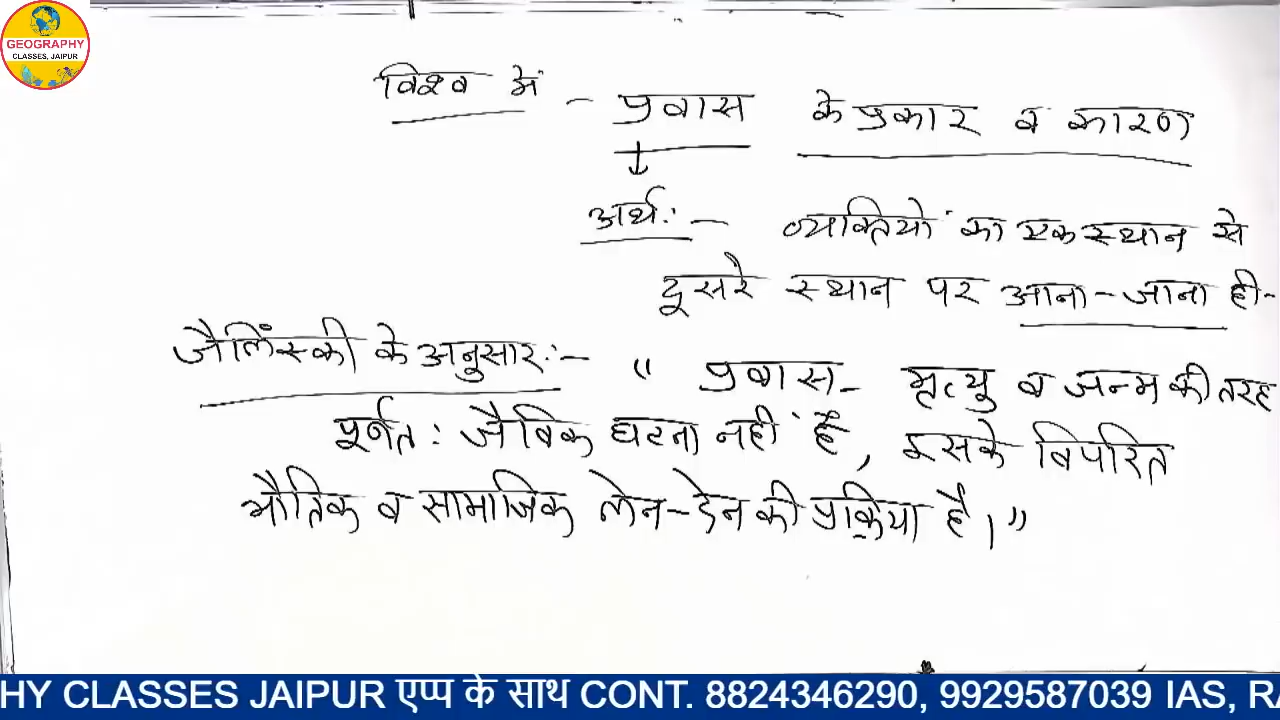 GEOGRAPHY
CLASSES, JAIPUR
विश्व में - प्रवास के प्रकार व कारण
अर्थ:- व्यक्तियों का एक स्थान से
दूसरे स्थान पर आना-जाना ही-
जैलिंस्की के अनुसार:- " प्रवास- मृत्यु व जन्म की तरह
पूर्णत: जैविक घटना नहीं है, इसके विपरित
भौतिक व सामाजिक लेन-देन की प्रक्रिया है।"
HY CLASSES JAIPUR एप्प के साथ CONT. 8824346290, 9929587039 IAS, RA